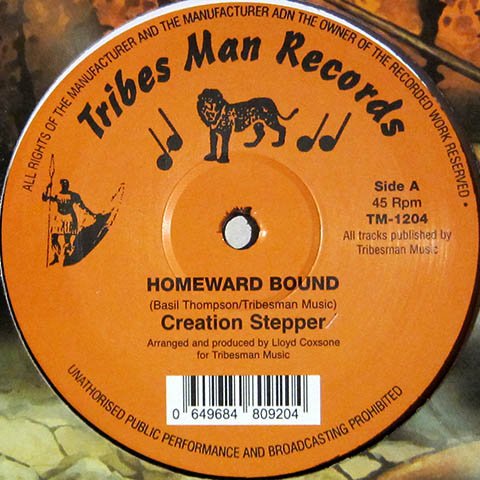 ALL RIGHTS OF THE MANUFACTURER AND THE MANUFACTURER ADN THE OWNER OF THE RECORDED WORK RESERVED •
Tribes Man Records
Side A
45 Rpm
TM-1204
All tracks published by
Tribesman Music
HOMEWARD BOUND
(Basil Thompson/Tribesman Music)
Creation Stepper
Arranged and produced by Lloyd Coxsone
for Tribesman Music
0 649684 809204
UNAUTHORISED PUBLIC PERFORMANCE AND BROADCASTING PROHIBITED